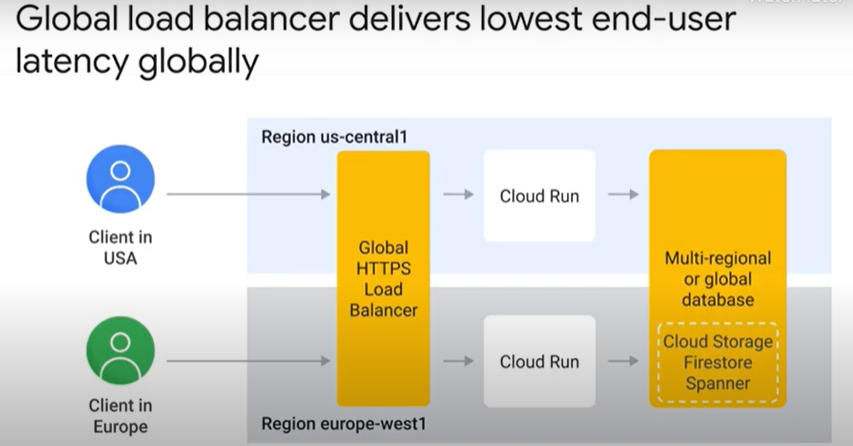 Global load balancer delivers lowest end-user
latency globally
Region us-central1
Client in
USA
Global
HTTPS
Load
Balancer
Cloud Run
Multi-regional
or global
database
Cloud Storage
Firestore
Spanner
Client in
Europe
Cloud Run
Region europe-west1